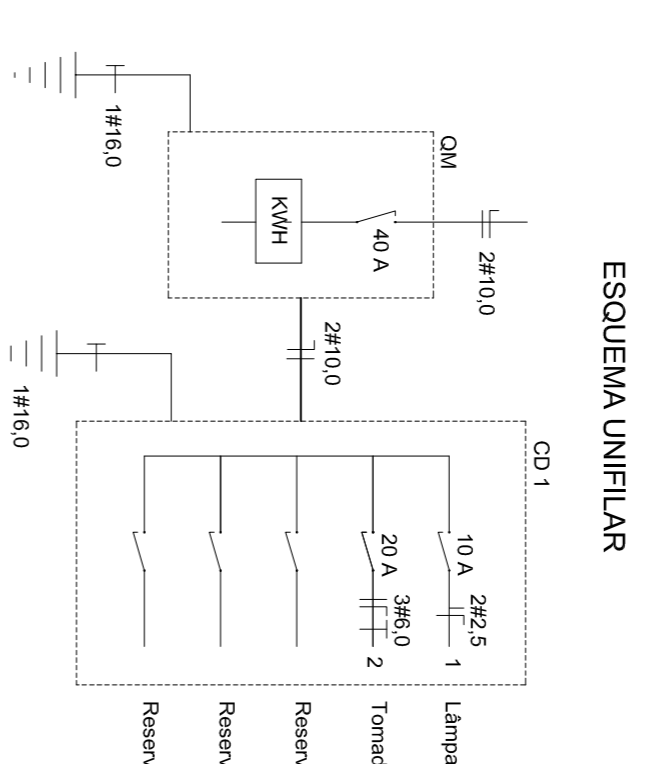 ESQUEMA UNIFILAR
QM
2#10,0
40 A
KWH
1#16,0
2#10,0
CD 1
1#16,0
10 A
2#2,5
1
20 A
3#6,0
2
Lâmpa
Tomad
Reserv
Reserv
Reserv